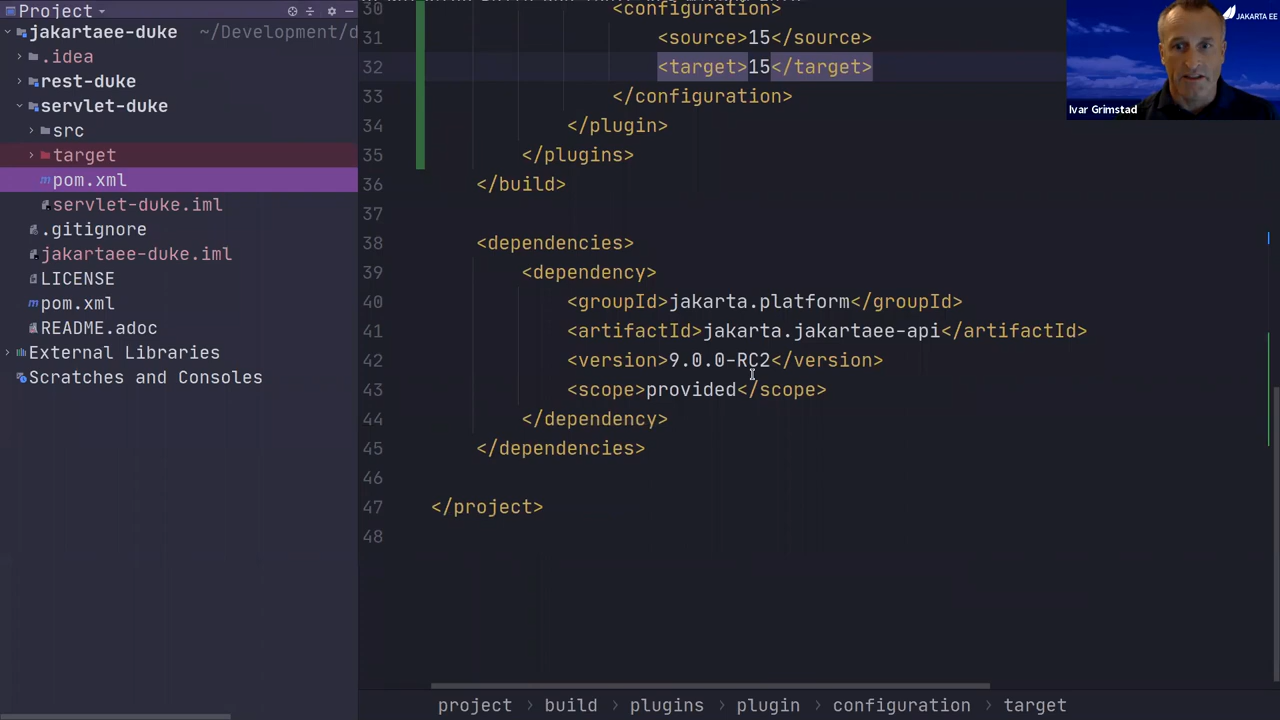 Project
jakartaee-duke ~/Development/d
.idea
rest-duke
servlet-duke
src
target
pom.xml
servlet-duke.iml
.gitignore
jakartaee-duke.iml
LICENSE
pom.xml
README.adoc
External Libraries
Scratches and Consoles
30 <configuration>
31 <source>15</source>
32 <target>15</target>
33 </configuration>
34 </plugin>
35 </plugins>
36 </build>
37
38 <dependencies>
39 <dependency>
40 <groupId>jakarta.platform</groupId>
41 <artifactId>jakarta.jakartaee-api</artifactId>
42 <version>9.0.0-RC2</version>
43 <scope>provided</scope>
44 </dependency>
45 </dependencies>
46
47 </project>
48
project > build > plugins > plugin > configuration > target
JAKARTA EE
Ivar Grimstad